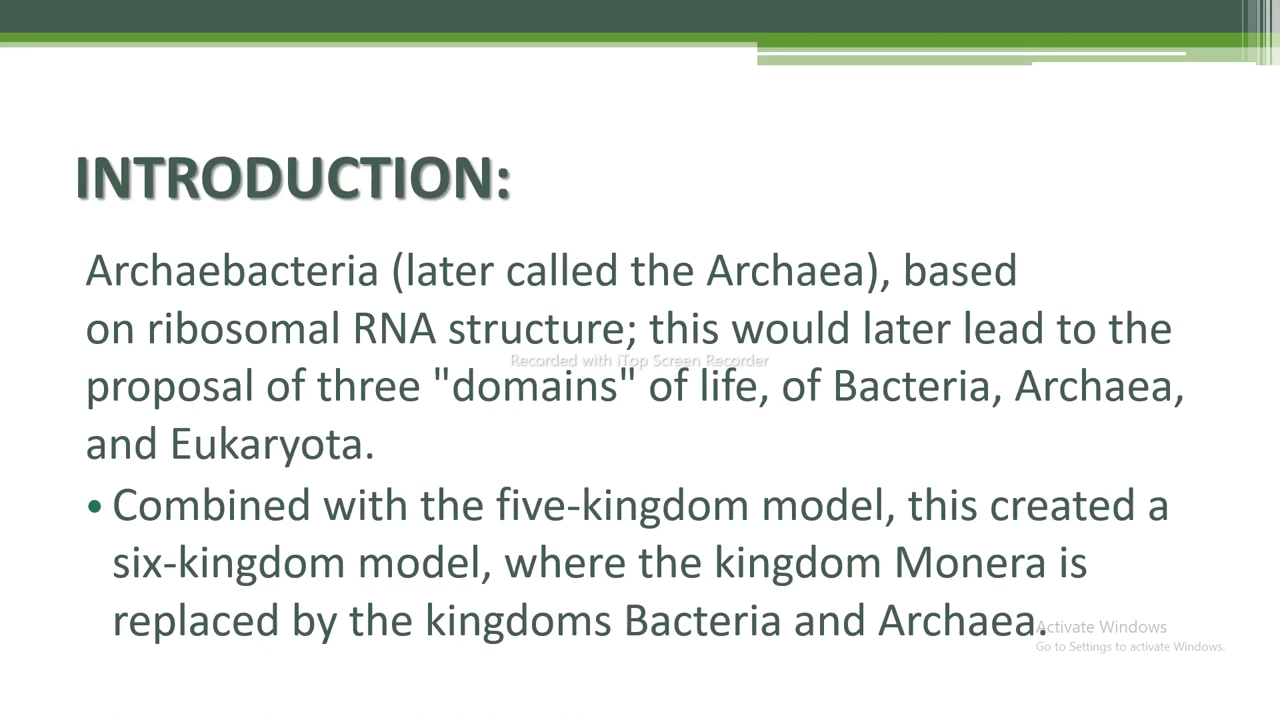 INTRODUCTION:
Archaebacteria (later called the Archaea), based
on ribosomal RNA structure; this would later lead to the
Recorded with iTop Screen Recorder
proposal of three "domains" of life, of Bacteria, Archaea,
and Eukaryota.
• Combined with the five-kingdom model, this created a
six-kingdom model, where the kingdom Monera is
replaced by the kingdoms Bacteria and Archaea.
Activate Windows
Go to Settings to activate Windows.